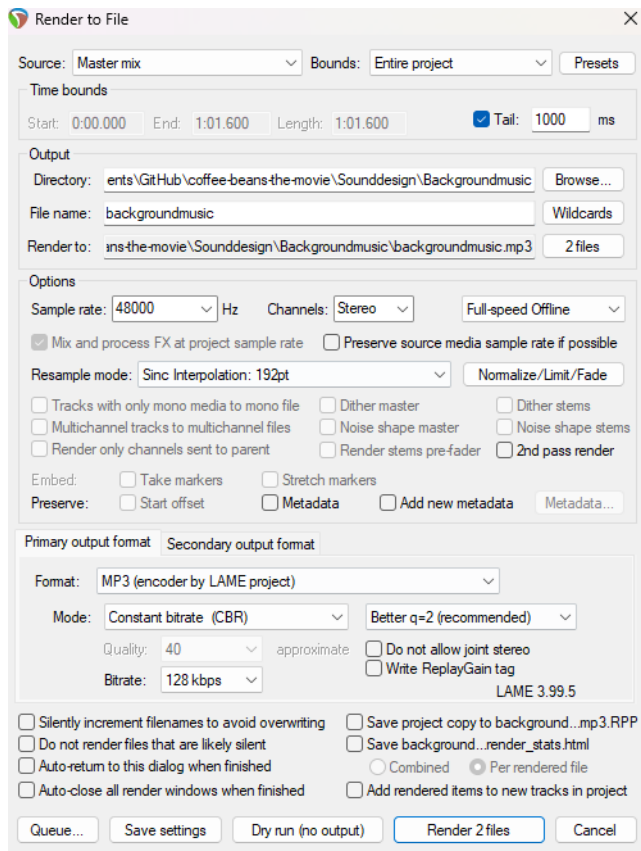 Render to File
Source: Master mix Bounds: Entire project Presets
Time bounds
Start: 0:00.000 End: 1:01.600 Length: 1:01.600 Tail: 1000 ms
Output
Directory: ents\GitHub\coffee-beans-the-movie\Sounddesign\Backgroundmusic Browse...
File name: backgroundmusic Wildcards
Render to: ans-the-movie\Sounddesign\Backgroundmusic\backgroundmusic.mp3 2 files
Options
Sample rate: 48000 Hz Channels: Stereo Full-speed Offline
Mix and process FX at project sample rate Preserve source media sample rate if possible
Resample mode: Sinc Interpolation: 192pt Normalize/Limit/Fade
Tracks with only mono media to mono file Dither master Dither stems
Multichannel tracks to multichannel files Noise shape master Noise shape stems
Render only channels sent to parent Render stems pre-fader 2nd pass render
Embed: Take markers Stretch markers
Preserve: Start offset Metadata Add new metadata Metadata...
Primary output format Secondary output format
Format: MP3 (encoder by LAME project)
Mode: Constant bitrate (CBR) Better q=2 (recommended)
Quality: 40 approximate Do not allow joint stereo
Write ReplayGain tag
Bitrate: 128 kbps
LAME 3.99.5
Silently increment filenames to avoid overwriting Save project copy to background...mp3.RPP
Do not render files that are likely silent Save background...render_stats.html
Auto-return to this dialog when finished Combined Per rendered file
Auto-close all render windows when finished Add rendered items to new tracks in project
Queue... Save settings Dry run (no output) Render 2 files Cancel